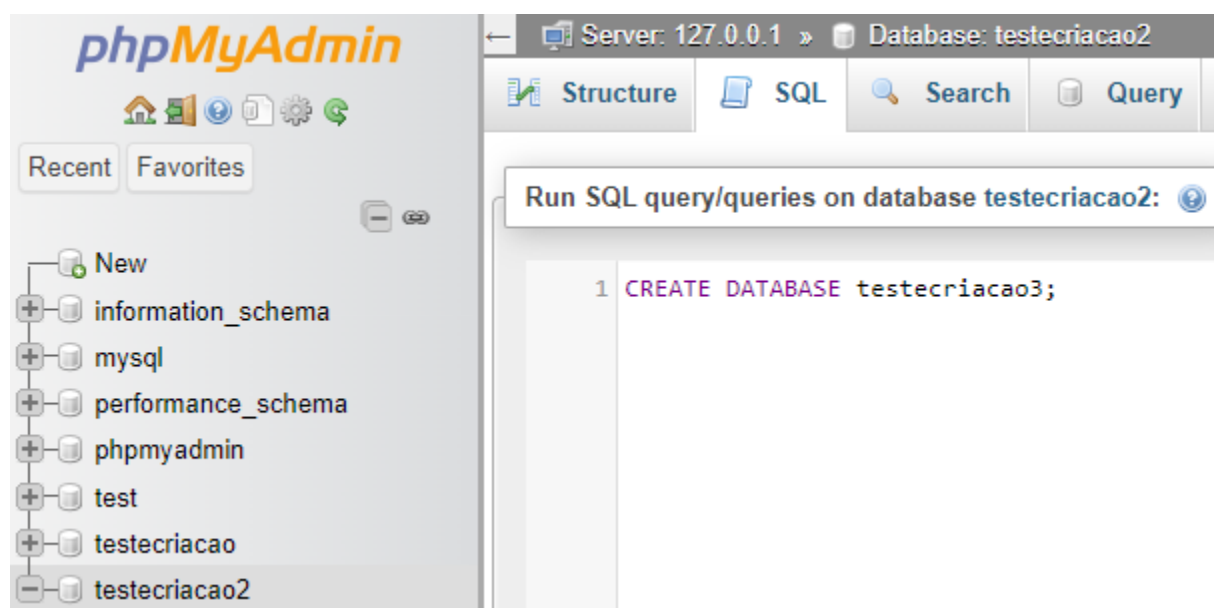 phpMyAdmin
Recent Favorites
New
information_schema
mysql
performance_schema
phpmyadmin
test
testecriacao
testecriacao2
Server: 127.0.0.1 » Database: testecriacao2
Structure SQL Search Query
Run SQL query/queries on database testecriacao2:
1 CREATE DATABASE testecriacao3;